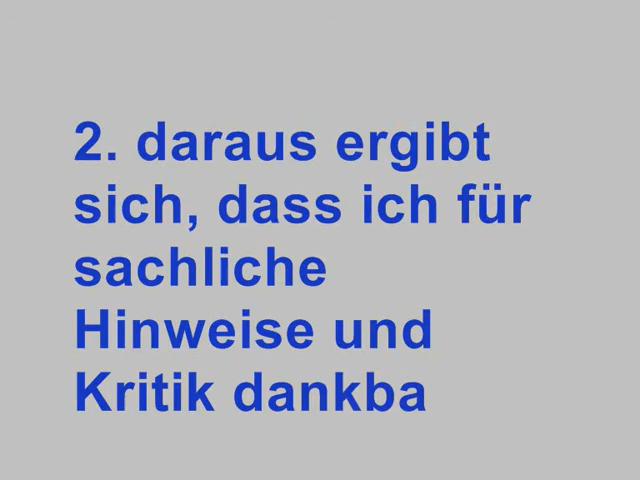 2. daraus ergibt
sich, dass ich für
sachliche
Hinweise und
Kritik dankba